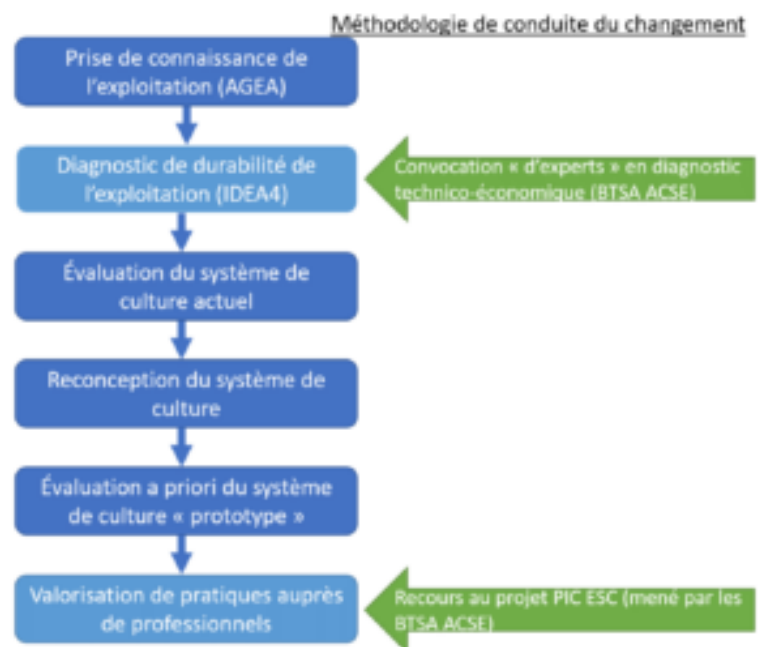 Méthodologie de conduite du changement
Prise de connaissance de
l'exploitation (AGEA)
Diagnostic de durabilité de
l'exploitation (IDEA4)
Convocation « d'experts » en diagnostic
technico-économique (BTSA ACSE)
Évaluation du système de
culture actuel
Reconception du système de
culture
Évaluation a priori du système
de culture « prototype »
Valorisation de pratiques auprès
de professionnels
Recours au projet PIC ESC (mené par les
BTSA ACSE)